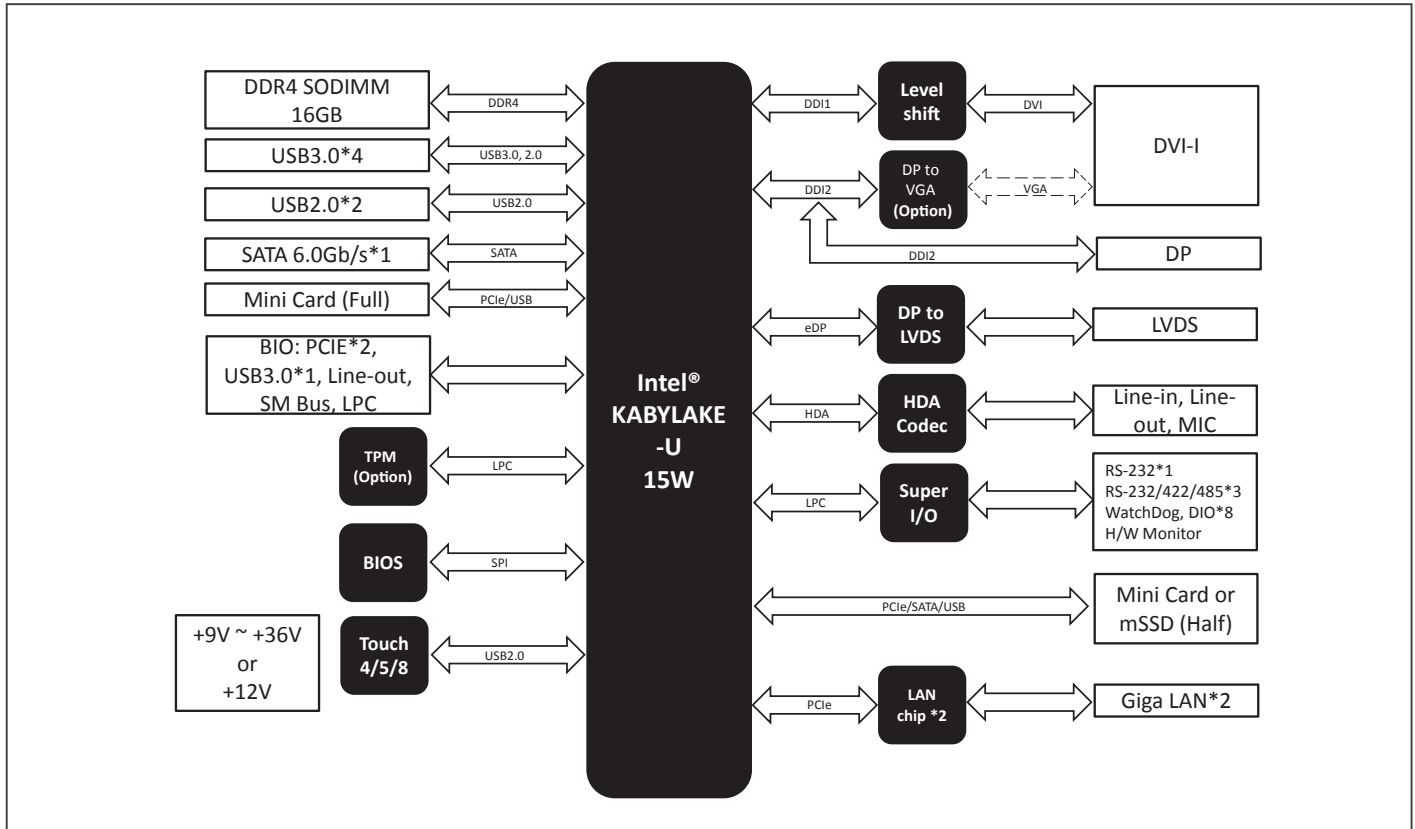 DDR4 SODIMM
16GB
DDR4
USB3.0*4
USB3.0, 2.0
USB2.0*2
USB2.0
SATA 6.0Gb/s*1
SATA
Mini Card (Full)
PCIe/USB
BIO: PCIE*2,
USB3.0*1, Line-out,
SM Bus, LPC
TPM
(Option)
LPC
BIOS
SPI
+9V ~ +36V
or
+12V
Touch
4/5/8
USB2.0
Intel®
KABYLAKE
-U
15W
DDI1
Level
shift
DVI
DVI-I
DDI2
DP to
VGA
(Option)
VGA
DDI2
DP
eDP
DP to
LVDS
LVDS
HDA
HDA
Codec
Line-in, Line-
out, MIC
LPC
Super
I/O
RS-232*1
RS-232/422/485*3
WatchDog, DIO*8
H/W Monitor
PCIe/SATA/USB
Mini Card or
mSSD (Half)
PCIe
LAN
chip *2
Giga LAN*2